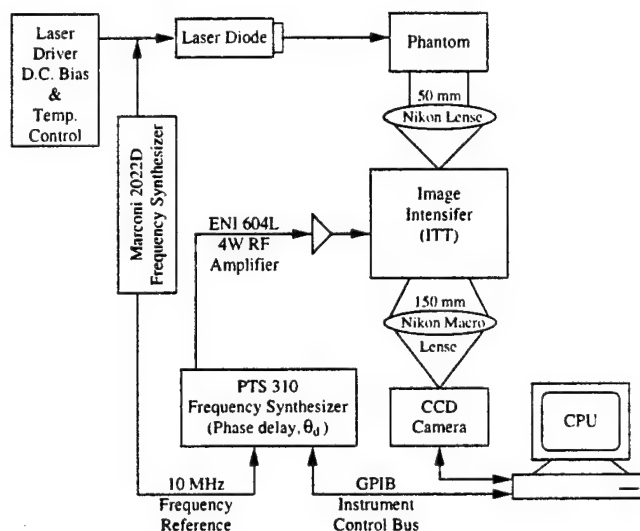 Laser
Driver
D.C. Bias
&
Temp.
Control
Laser Diode
Phantom
50 mm
Nikon Lense
Marconi 2022D
Frequency Synthesizer
Image
Intensifer
(ITT)
ENI 604L
4W RF
Amplifier
150 mm
Nikon Macro
Lense
PTS 310
Frequency Synthesizer
(Phase delay, θd)
CCD
Camera
CPU
10 MHz
Frequency
Reference
GPIB
Instrument
Control Bus